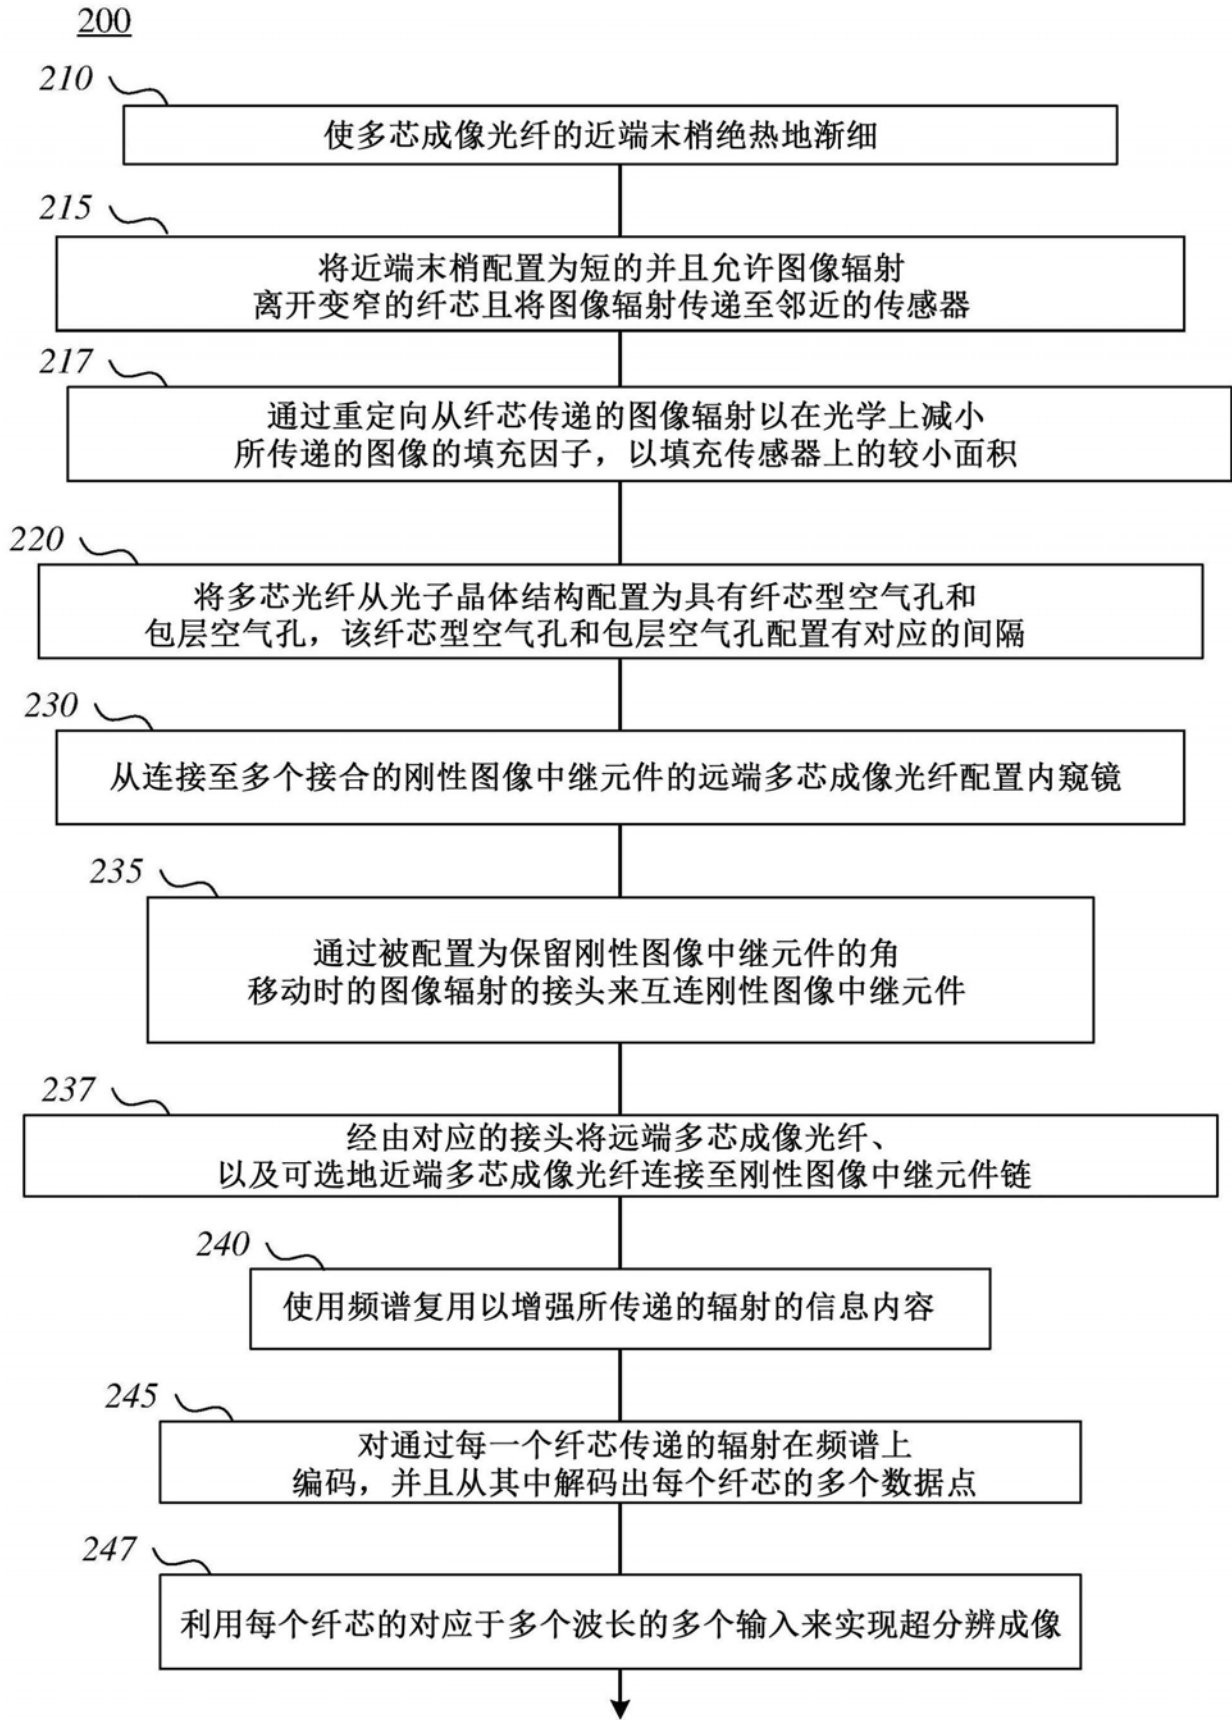 200
210
使多芯成像光纤的近端末梢绝热地渐细
215
将近端末梢配置为短的并且允许图像辐射
离开变窄的纤芯且将图像辐射传递至邻近的传感器
217
通过重定向从纤芯传递的图像辐射以在光学上减小
所传递的图像的填充因子，以填充传感器上的较小面积
220
将多芯光纤从光子晶体结构配置为具有纤芯型空气孔和
包层空气孔，该纤芯型空气孔和包层空气孔配置有对应的间隔
230
从连接至多个接合的刚性图像中继元件的远端多芯成像光纤配置内窥镜
235
通过被配置为保留刚性图像中继元件的角
移动时的图像辐射的接头来互连刚性图像中继元件
237
经由对应的接头将远端多芯成像光纤、
以及可选地近端多芯成像光纤连接至刚性图像中继元件链
240
使用频谱复用以增强所传递的辐射的信息内容
245
对通过每一个纤芯传递的辐射在频谱上
编码，并且从其中解码出每个纤芯的多个数据点
247
利用每个纤芯的对应于多个波长的多个输入来实现超分辨成像